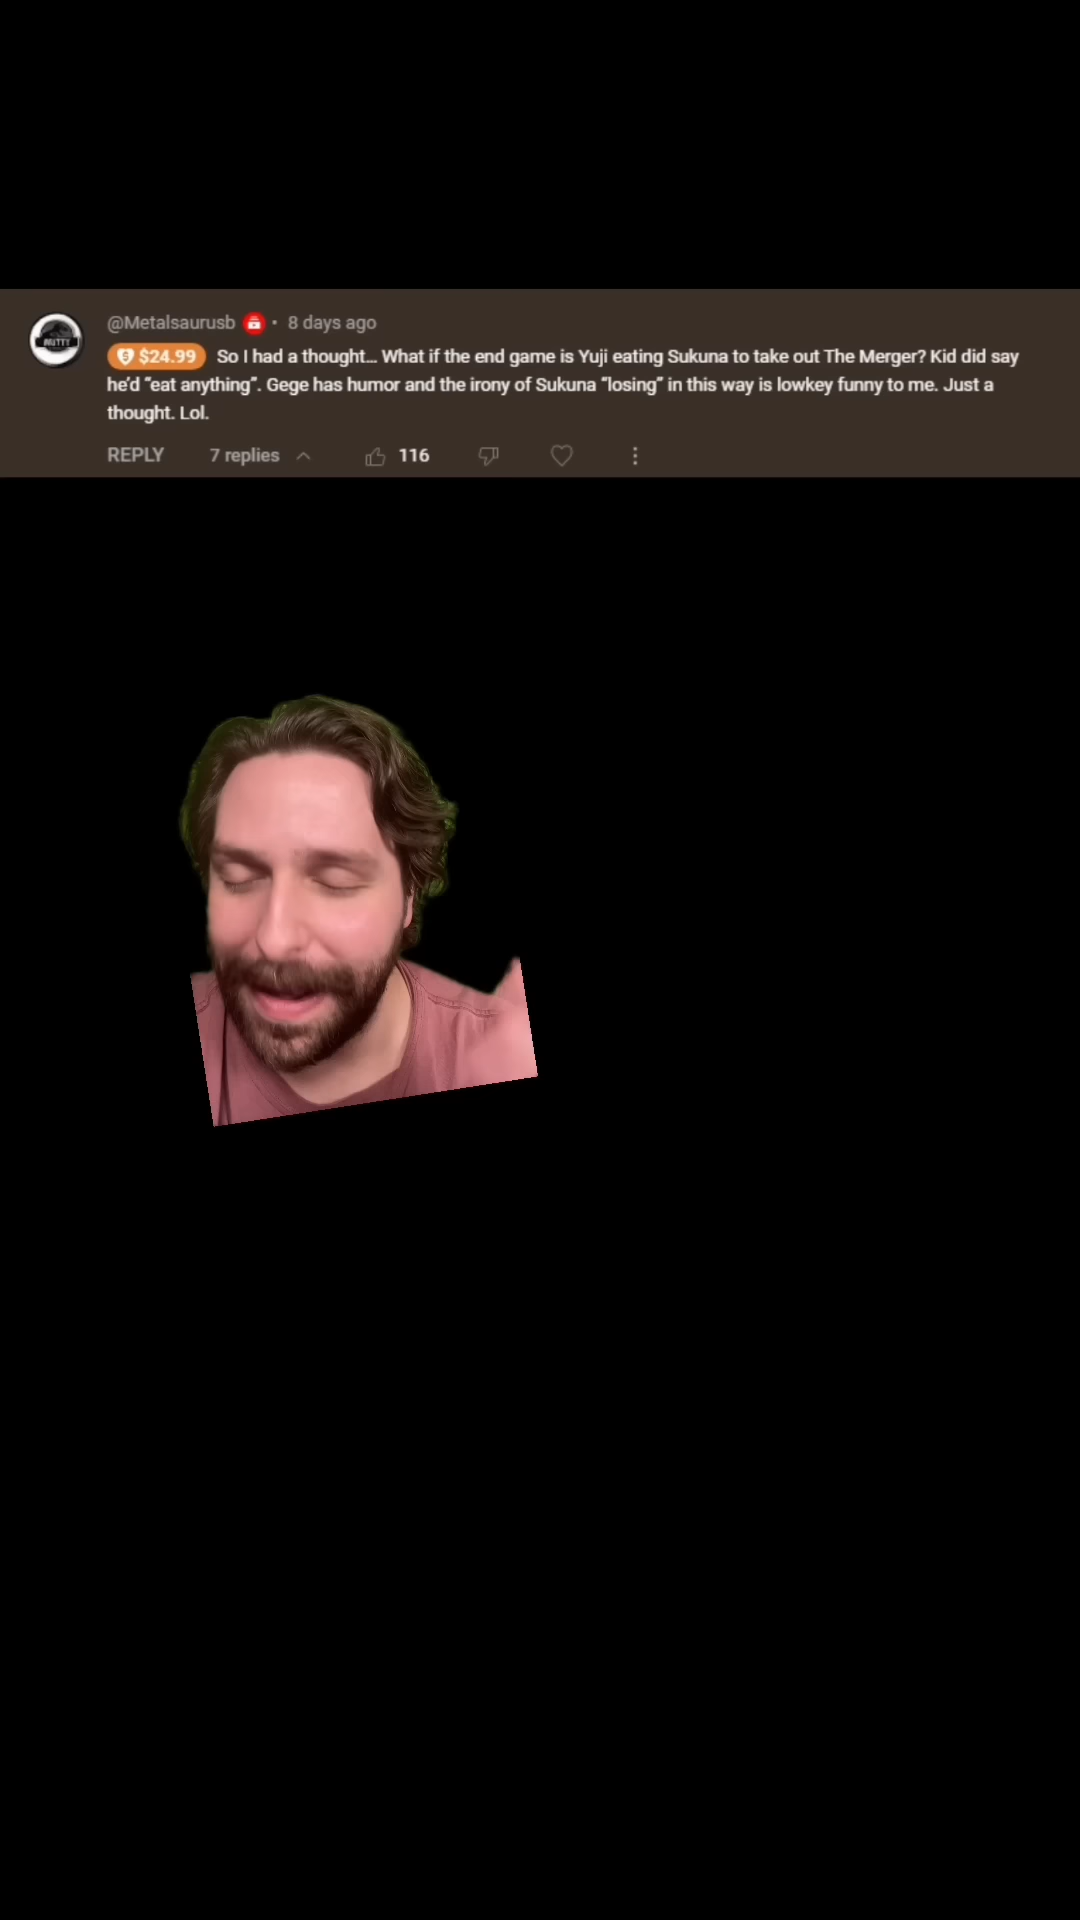 @Metalsaurusb • 8 days ago
$24.99 So I had a thought... What if the end game is Yuji eating Sukuna to take out The Merger? Kid did say
he'd “eat anything”. Gege has humor and the irony of Sukuna “losing” in this way is lowkey funny to me. Just a
thought. Lol.
REPLY 7 replies 116